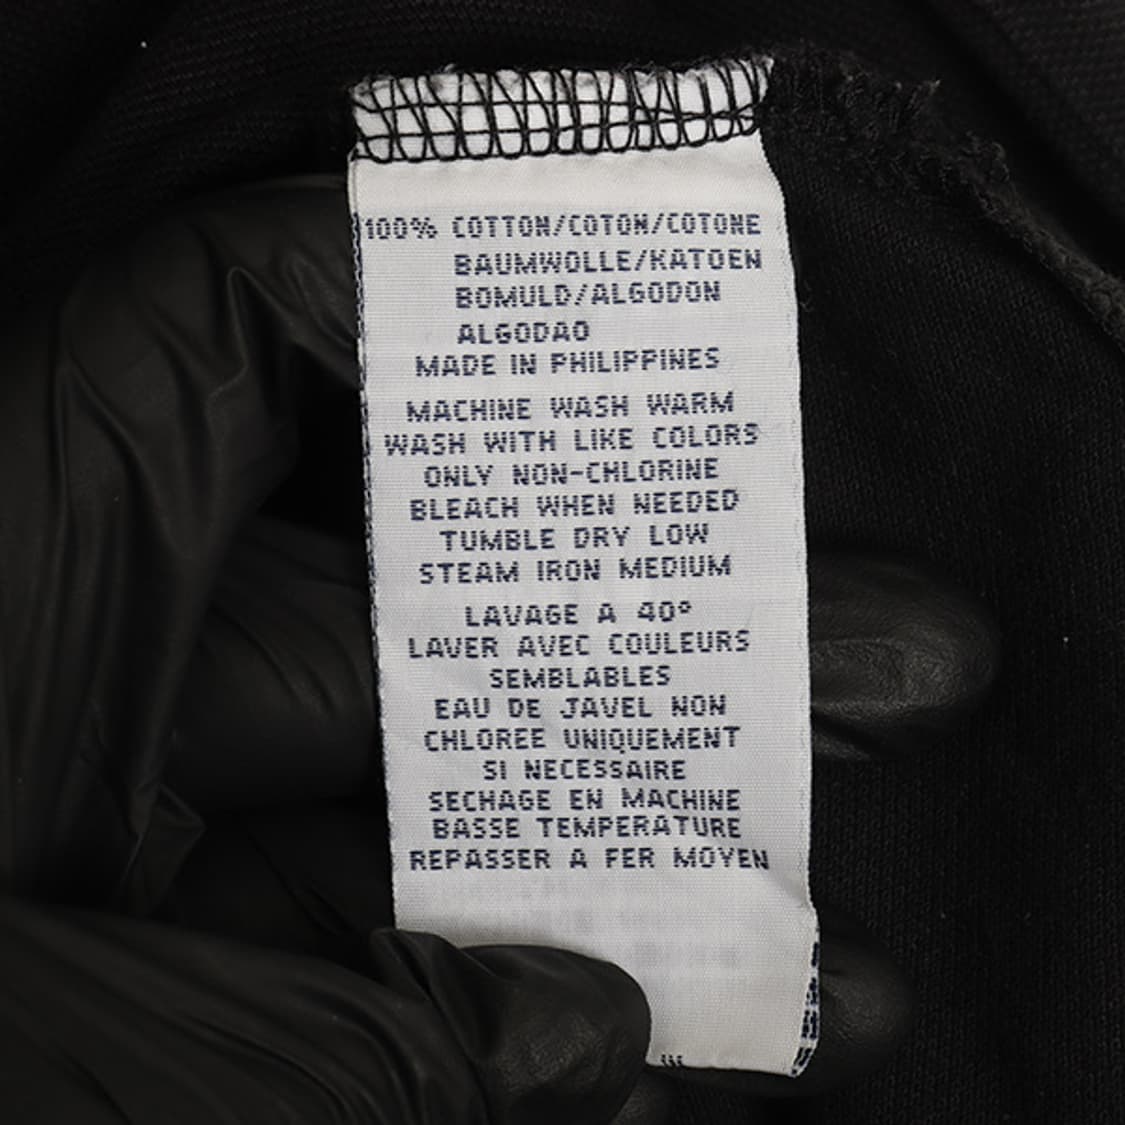 100% COTTON/COTON/COTONE
BAUMWOLLE/KATOEN
BOMULD/ALGODON
ALGODAO
MADE IN PHILIPPINES
MACHINE WASH WARM
WASH WITH LIKE COLORS
ONLY NON-CHLORINE
BLEACH WHEN NEEDED
TUMBLE DRY LOW
STEAM IRON MEDIUM
LAVAGE A 40°
LAVER AVEC COULEURS
SEMBLABLES
EAU DE JAVEL NON
CHLOREE UNIQUEMENT
SI NECESSAIRE
SECHAGE EN MACHINE
BASSE TEMPERATURE
REPASSER A FER MOYEN